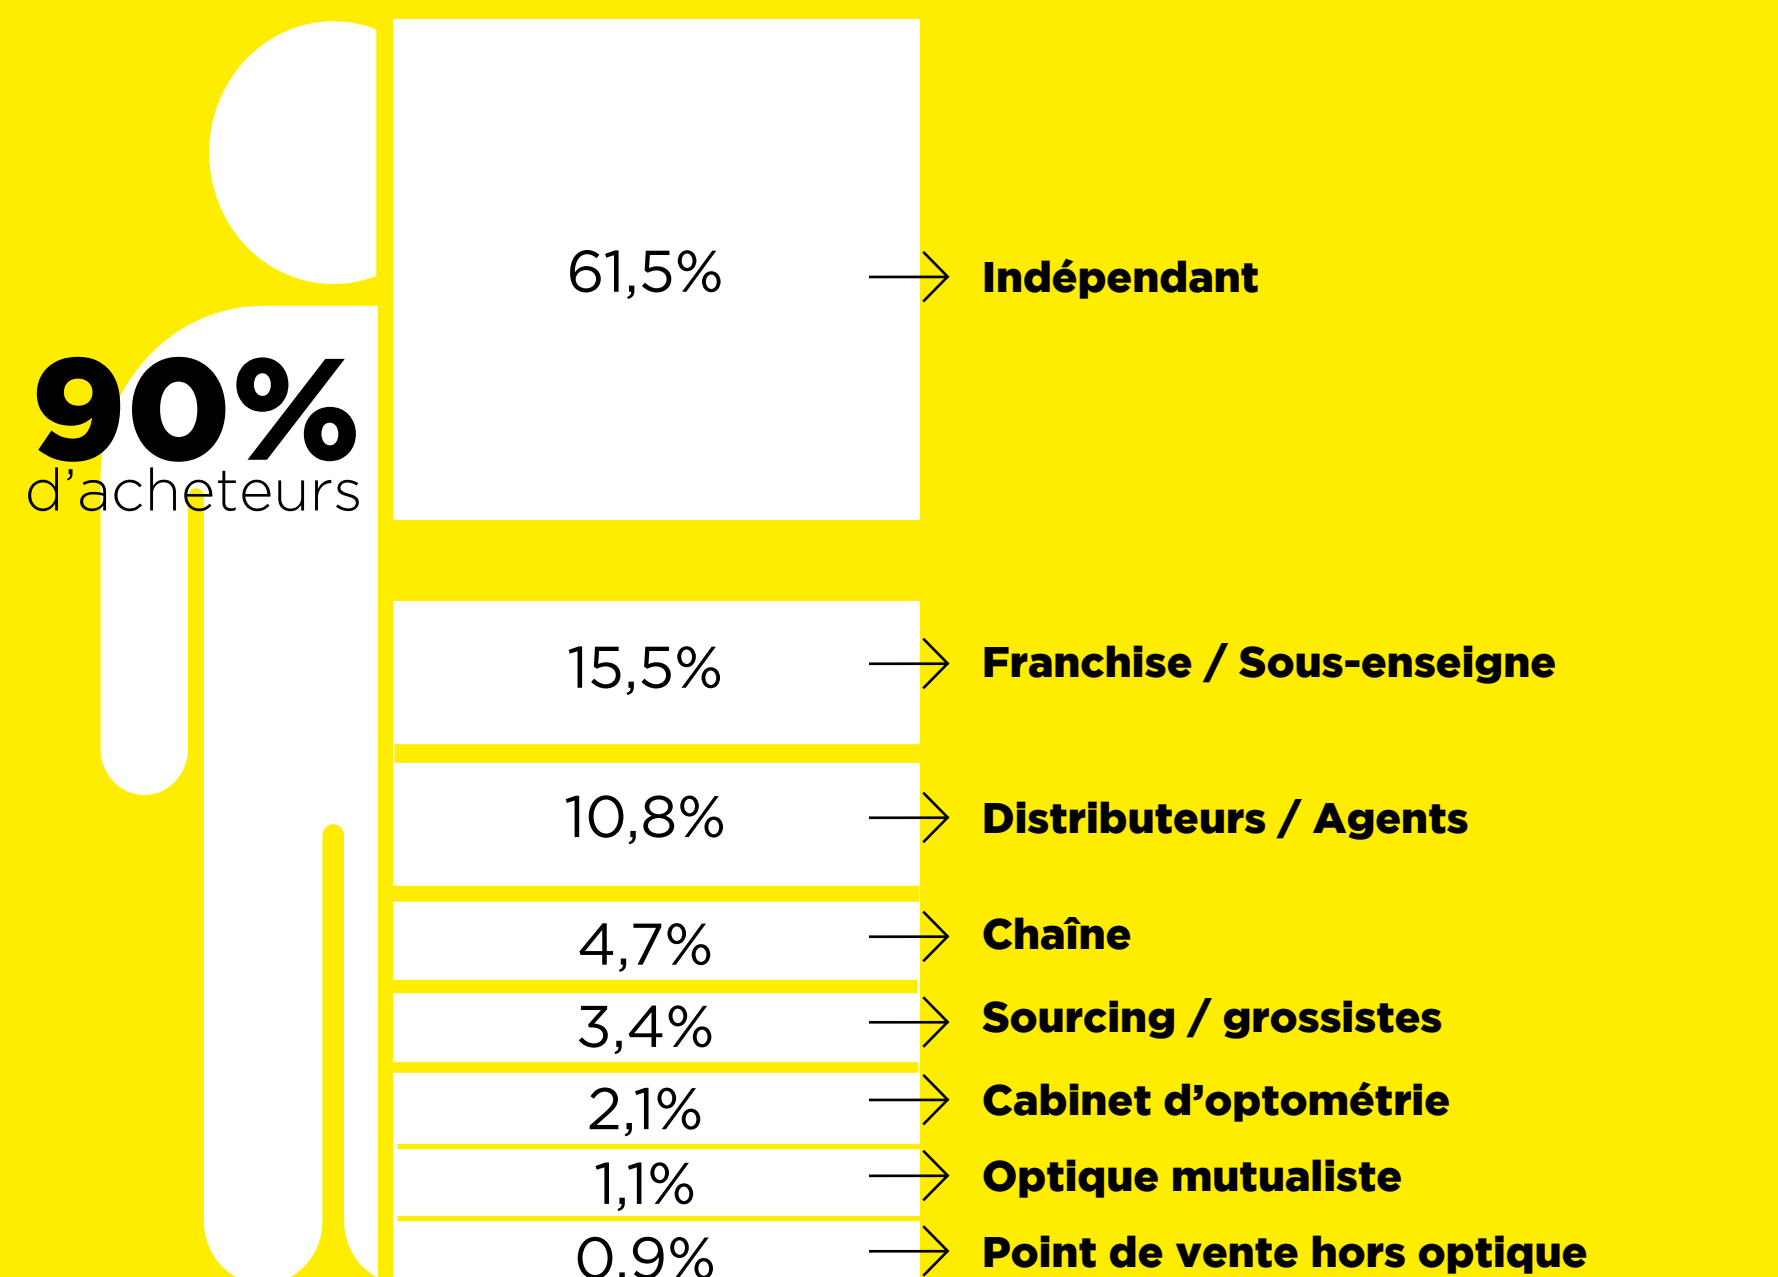 90%
d’acheteurs
61,5%
Indépendant
15,5%
Franchise / Sous-enseigne
10,8%
Distributeurs / Agents
4,7%
Chaîne
3,4%
Sourcing / grossistes
2,1%
Cabinet d’optométrie
1,1%
Optique mutualiste
0,9%
Point de vente hors optique